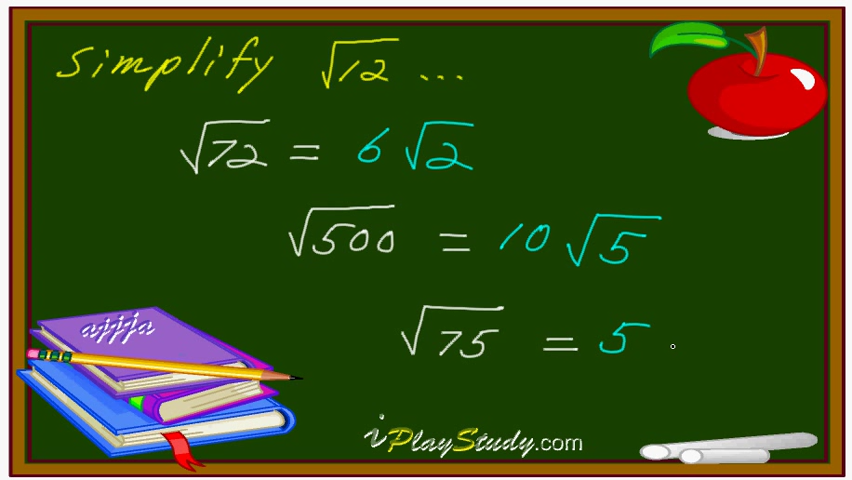 simplify √12 ...
√72 = 6√2
√500 = 10√5
√75 = 5
ajjja
iPlayStudy.com